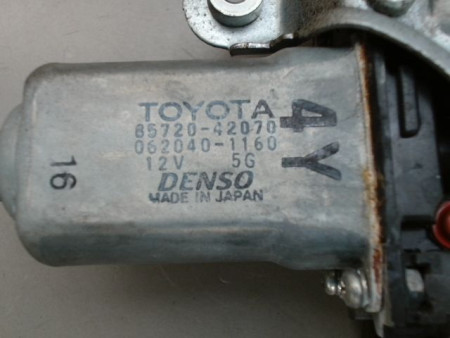 TOYOTA
85720-42070
062040-1160
12V 5G
DENSO
MADE IN JAPAN
4Y
16